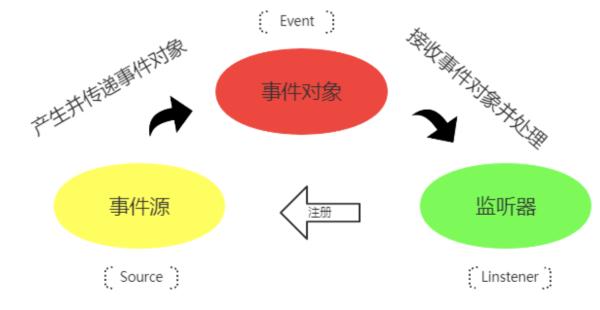 Event
产生并传递事件对象
接收事件对象并处理
事件对象
事件源
注册
监听器
Source
Linstener